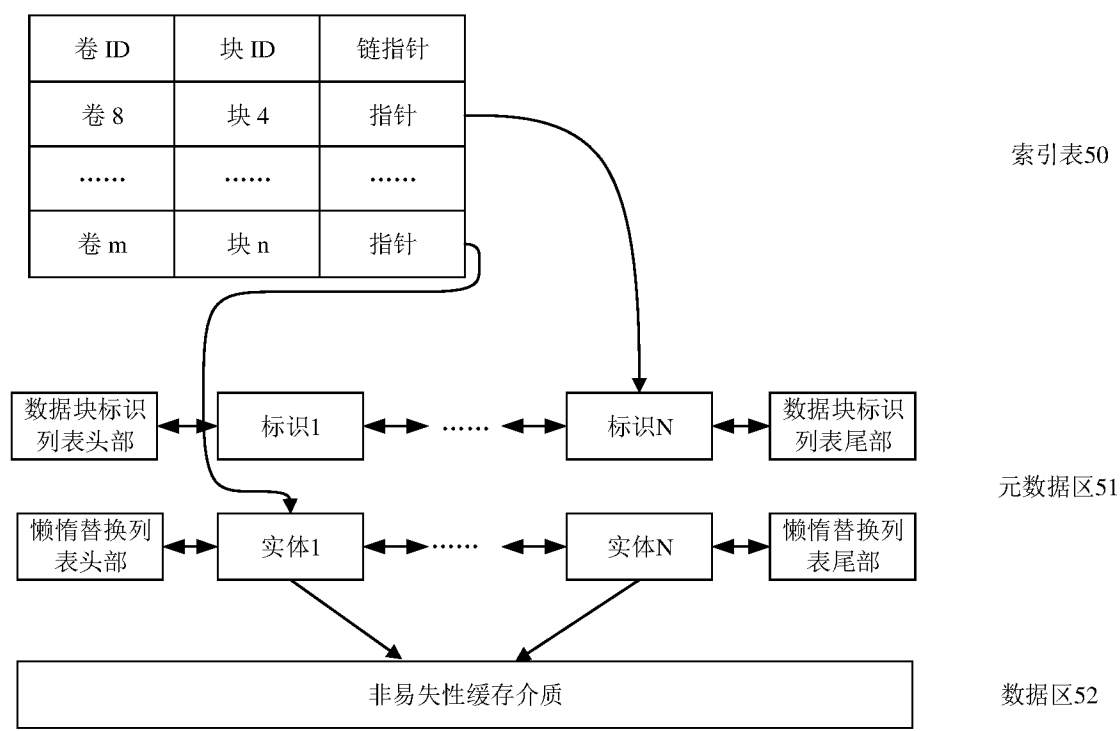 卷 ID 块 ID 链指针
卷 8 块 4 指针
…… …… ……
卷 m 块 n 指针
索引表50
数据块标识
列表头部
标识1
……
标识N
数据块标识
列表尾部
元数据区51
懒惰替换列
表头部
实体1
……
实体N
懒惰替换列
表尾部
非易失性缓存介质
数据区52